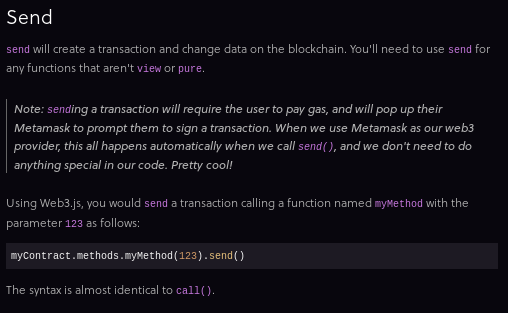 Send
send will create a transaction and change data on the blockchain. You'll need to use send for
any functions that aren't view or pure.
Note: sending a transaction will require the user to pay gas, and will pop up their
Metamask to prompt them to sign a transaction. When we use Metamask as our web3
provider, this all happens automatically when we call send(), and we don't need to do
anything special in our code. Pretty cool!
Using Web3.js, you would send a transaction calling a function named myMethod with the
parameter 123 as follows:
myContract.methods.myMethod(123).send()
The syntax is almost identical to call().